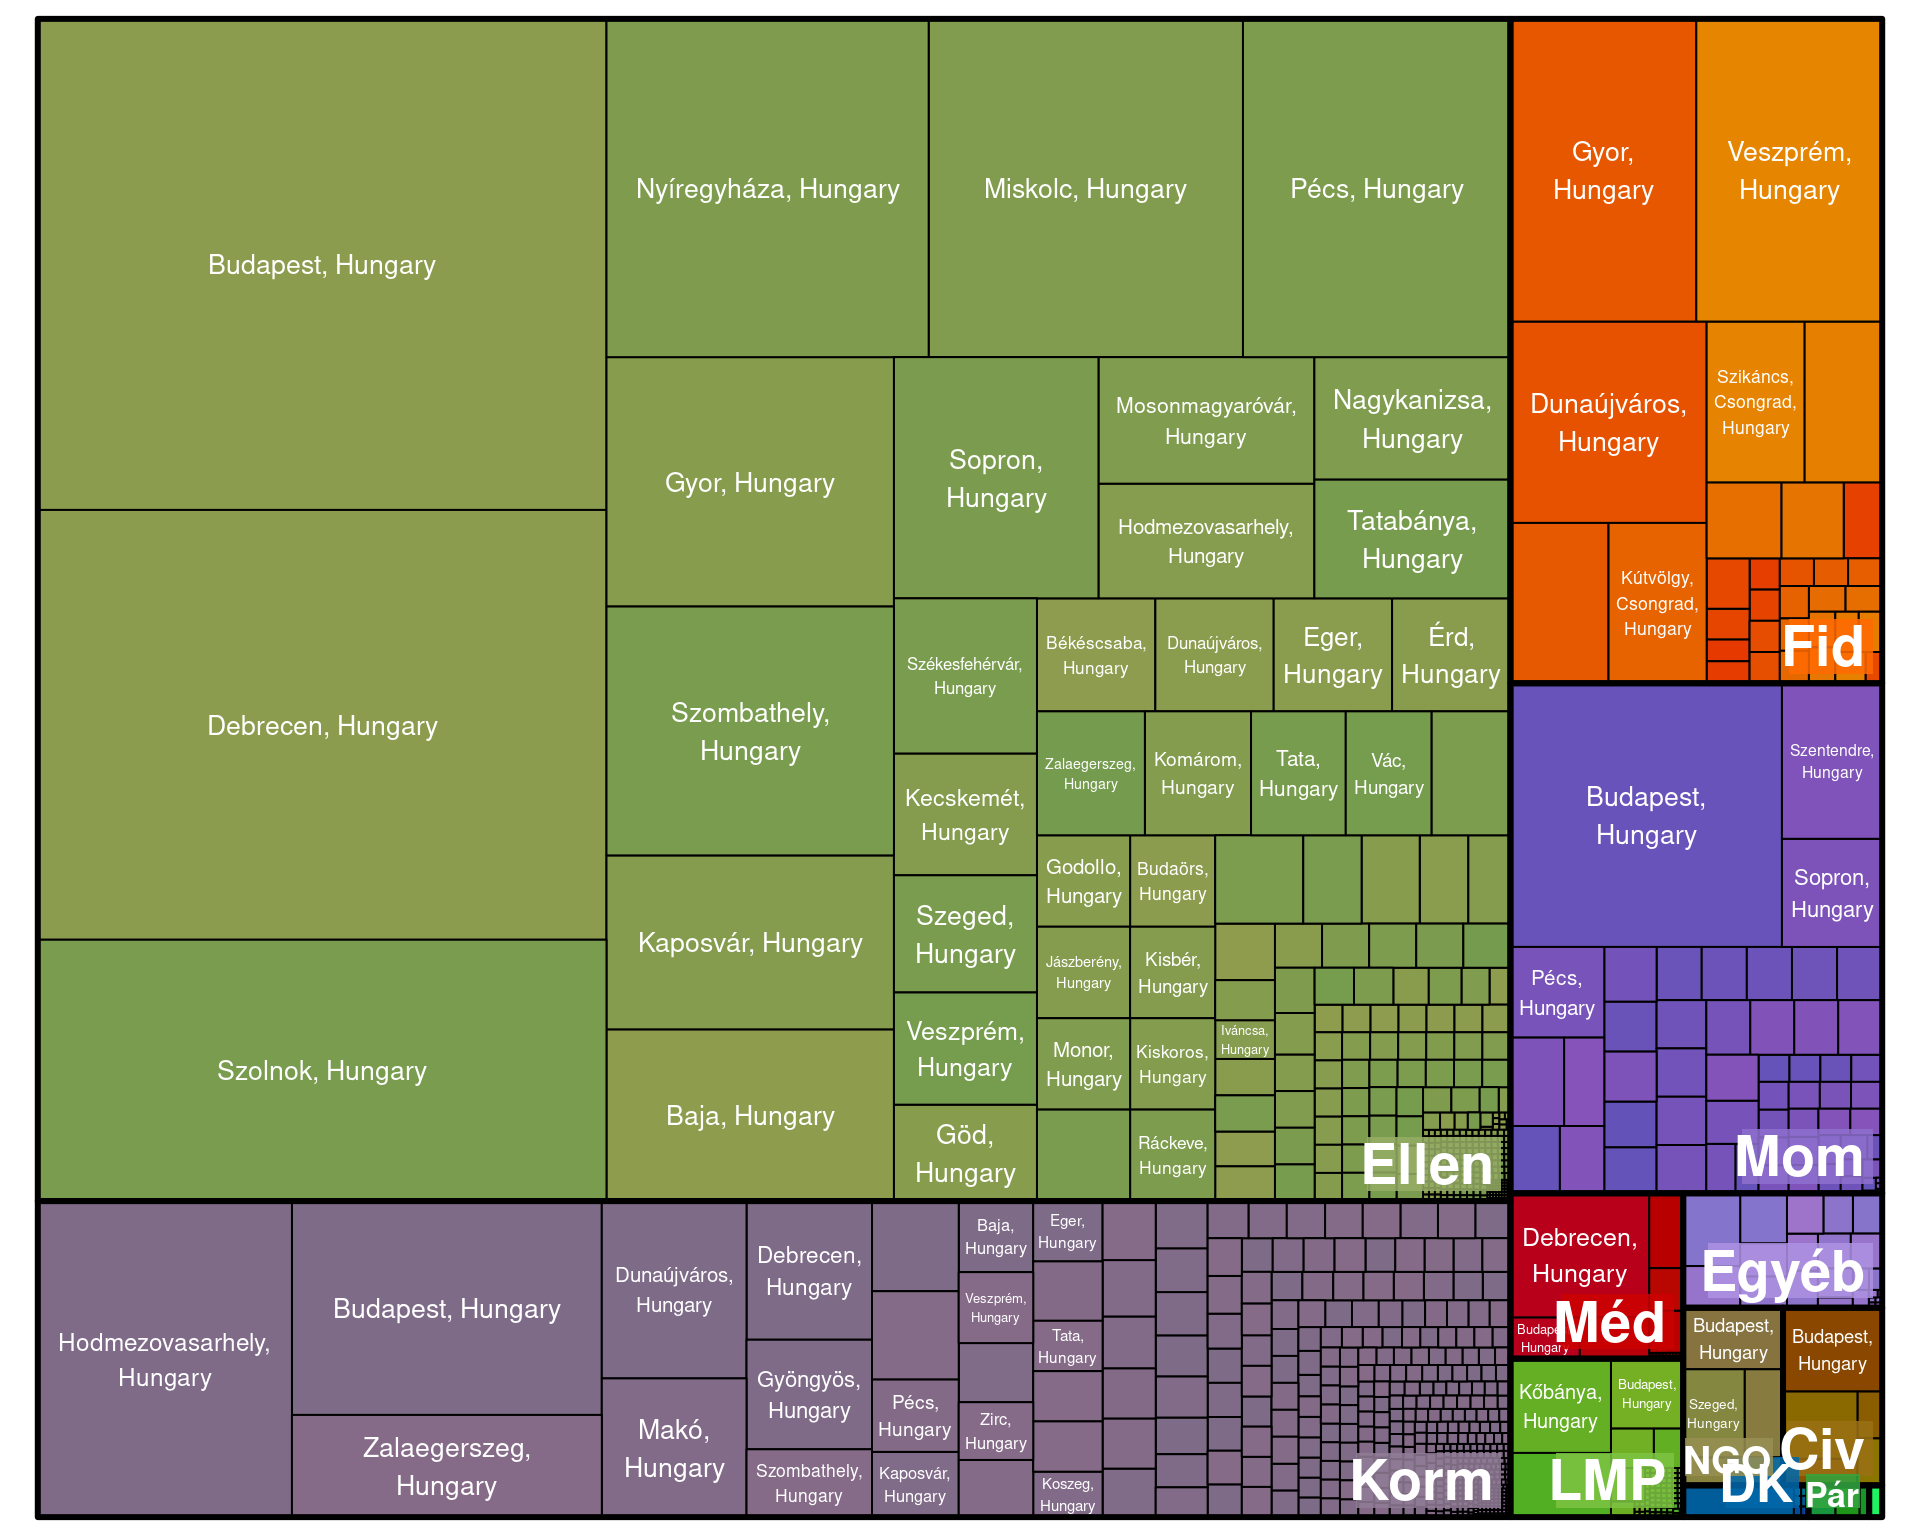 Budapest, Hungary
Debrecen, Hungary
Szolnok, Hungary
Nyíregyháza, Hungary
Miskolc, Hungary
Pécs, Hungary
Gyor, Hungary
Szombathely,
Hungary
Kaposvár, Hungary
Baja, Hungary
Sopron,
Hungary
Mosonmagyaróvár,
Hungary
Hodmezovasarhely,
Hungary
Nagykanizsa,
Hungary
Tatabánya,
Hungary
Székesfehérvár,
Hungary
Kecskemét,
Hungary
Szeged,
Hungary
Veszprém,
Hungary
Göd,
Hungary
Békéscsaba,
Hungary
Dunaújváros,
Hungary
Eger,
Hungary
Érd,
Hungary
Zalaegerszeg,
Hungary
Komárom,
Hungary
Tata,
Hungary
Vác,
Hungary
Godollo,
Hungary
Budaörs,
Hungary
Jászberény,
Hungary
Kisbér,
Hungary
Monor,
Hungary
Kiskoros,
Hungary
Ráckeve,
Hungary
Iváncsa,
Hungary
Ellen
Hodmezovasarhely,
Hungary
Budapest, Hungary
Zalaegerszeg,
Hungary
Dunaújváros,
Hungary
Makó,
Hungary
Debrecen,
Hungary
Gyöngyös,
Hungary
Szombathely,
Hungary
Pécs,
Hungary
Kaposvár,
Hungary
Baja,
Hungary
Veszprém,
Hungary
Zirc,
Hungary
Eger,
Hungary
Tata,
Hungary
Koszeg,
Hungary
Korm
Gyor,
Hungary
Veszprém,
Hungary
Dunaújváros,
Hungary
Szikáncs,
Csongrad,
Hungary
Kútvölgy,
Csongrad,
Hungary
Fid
Budapest,
Hungary
Szentendre,
Hungary
Sopron,
Hungary
Pécs,
Hungary
Mom
Debrecen,
Hungary
Hungary
Méd
Egyéb
Kőbánya,
Hungary
Budapest,
Hungary
LMP
Budapest,
Hungary
Szeged,
Hungary
NGO
Budapest,
Hungary
Civ
DK
Pár